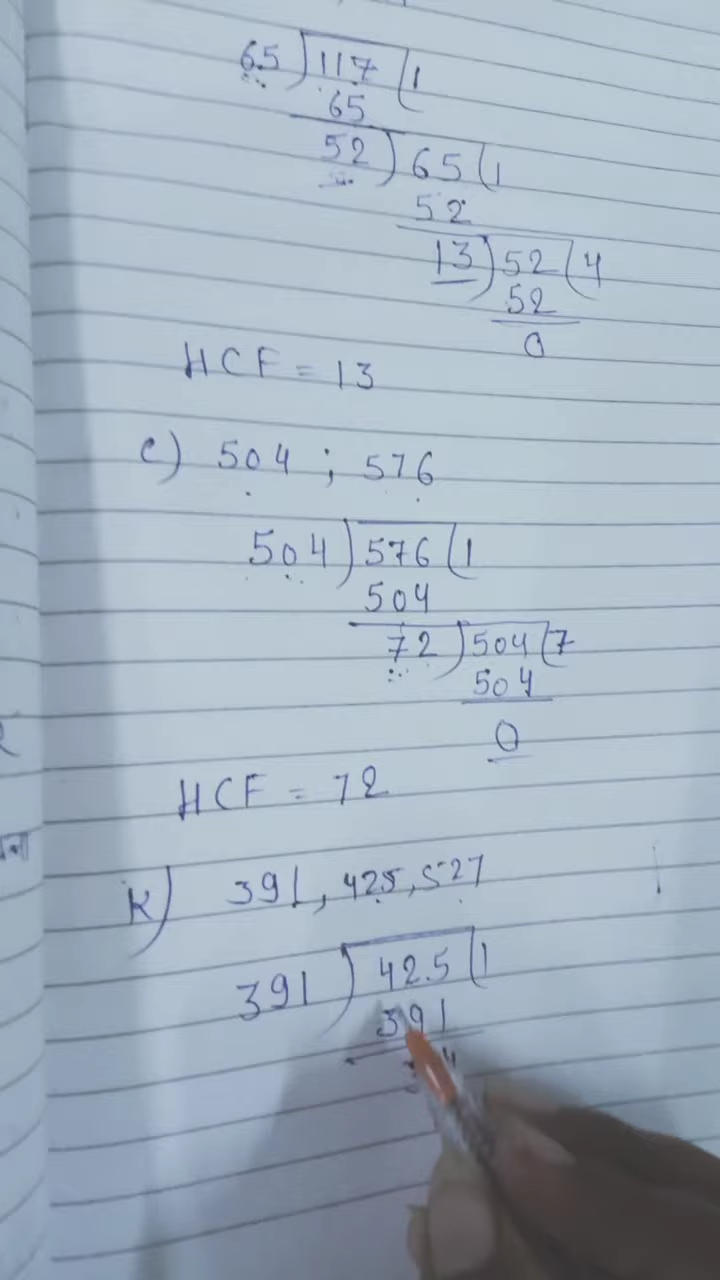 65 ) 117 ( 1
65
52 ) 65 ( 1
52
13 ) 52 ( 4
52
0
HCF = 13
e) 504 ; 576
504 ) 576 ( 1
504
72 ) 504 ( 7
504
0
HCF = 72
K) 391, 425, 527
391 ) 425 ( 1
391